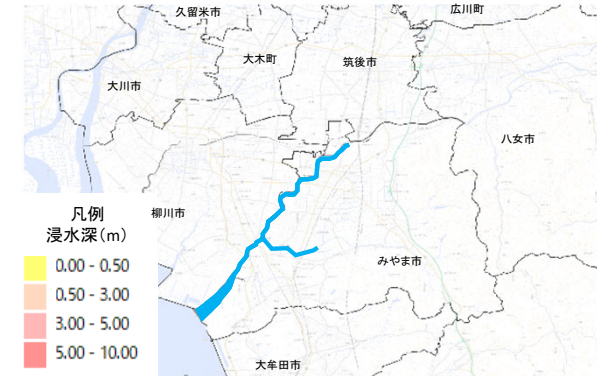 久留米市
広川町
大木町
筑後市
大川市
八女市
柳川市
みやま市
大牟田市
凡例
浸水深(m)
0.00 - 0.50
0.50 - 3.00
3.00 - 5.00
5.00 - 10.00